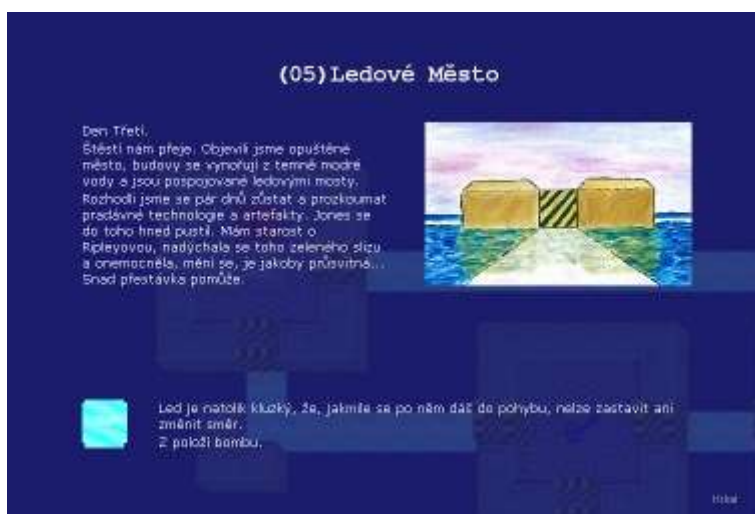 (05)Ledové Město
Den Třetí.
Štěstí nám přeje. Objevili jsme opuštěné
město, budovy se vynořují z temné modré
vody a jsou pospojované ledovými mosty.
Rozhodli jsme se pár dnů zůstat a prozkoumat
pradávné technologie a artefakty. Jones se
do toho hned pustil. Mám starost o
Ripleyovou, nadýchala se toho zeleného slizu
a onemocněla, mění se, je jakoby průsvitná...
Snad přestávka pomůže.
Led je natolik kluzký, že, jakmile se po něm dáš do pohybu, nelze zastavit ani
změnit směr.
Z položí bombu.